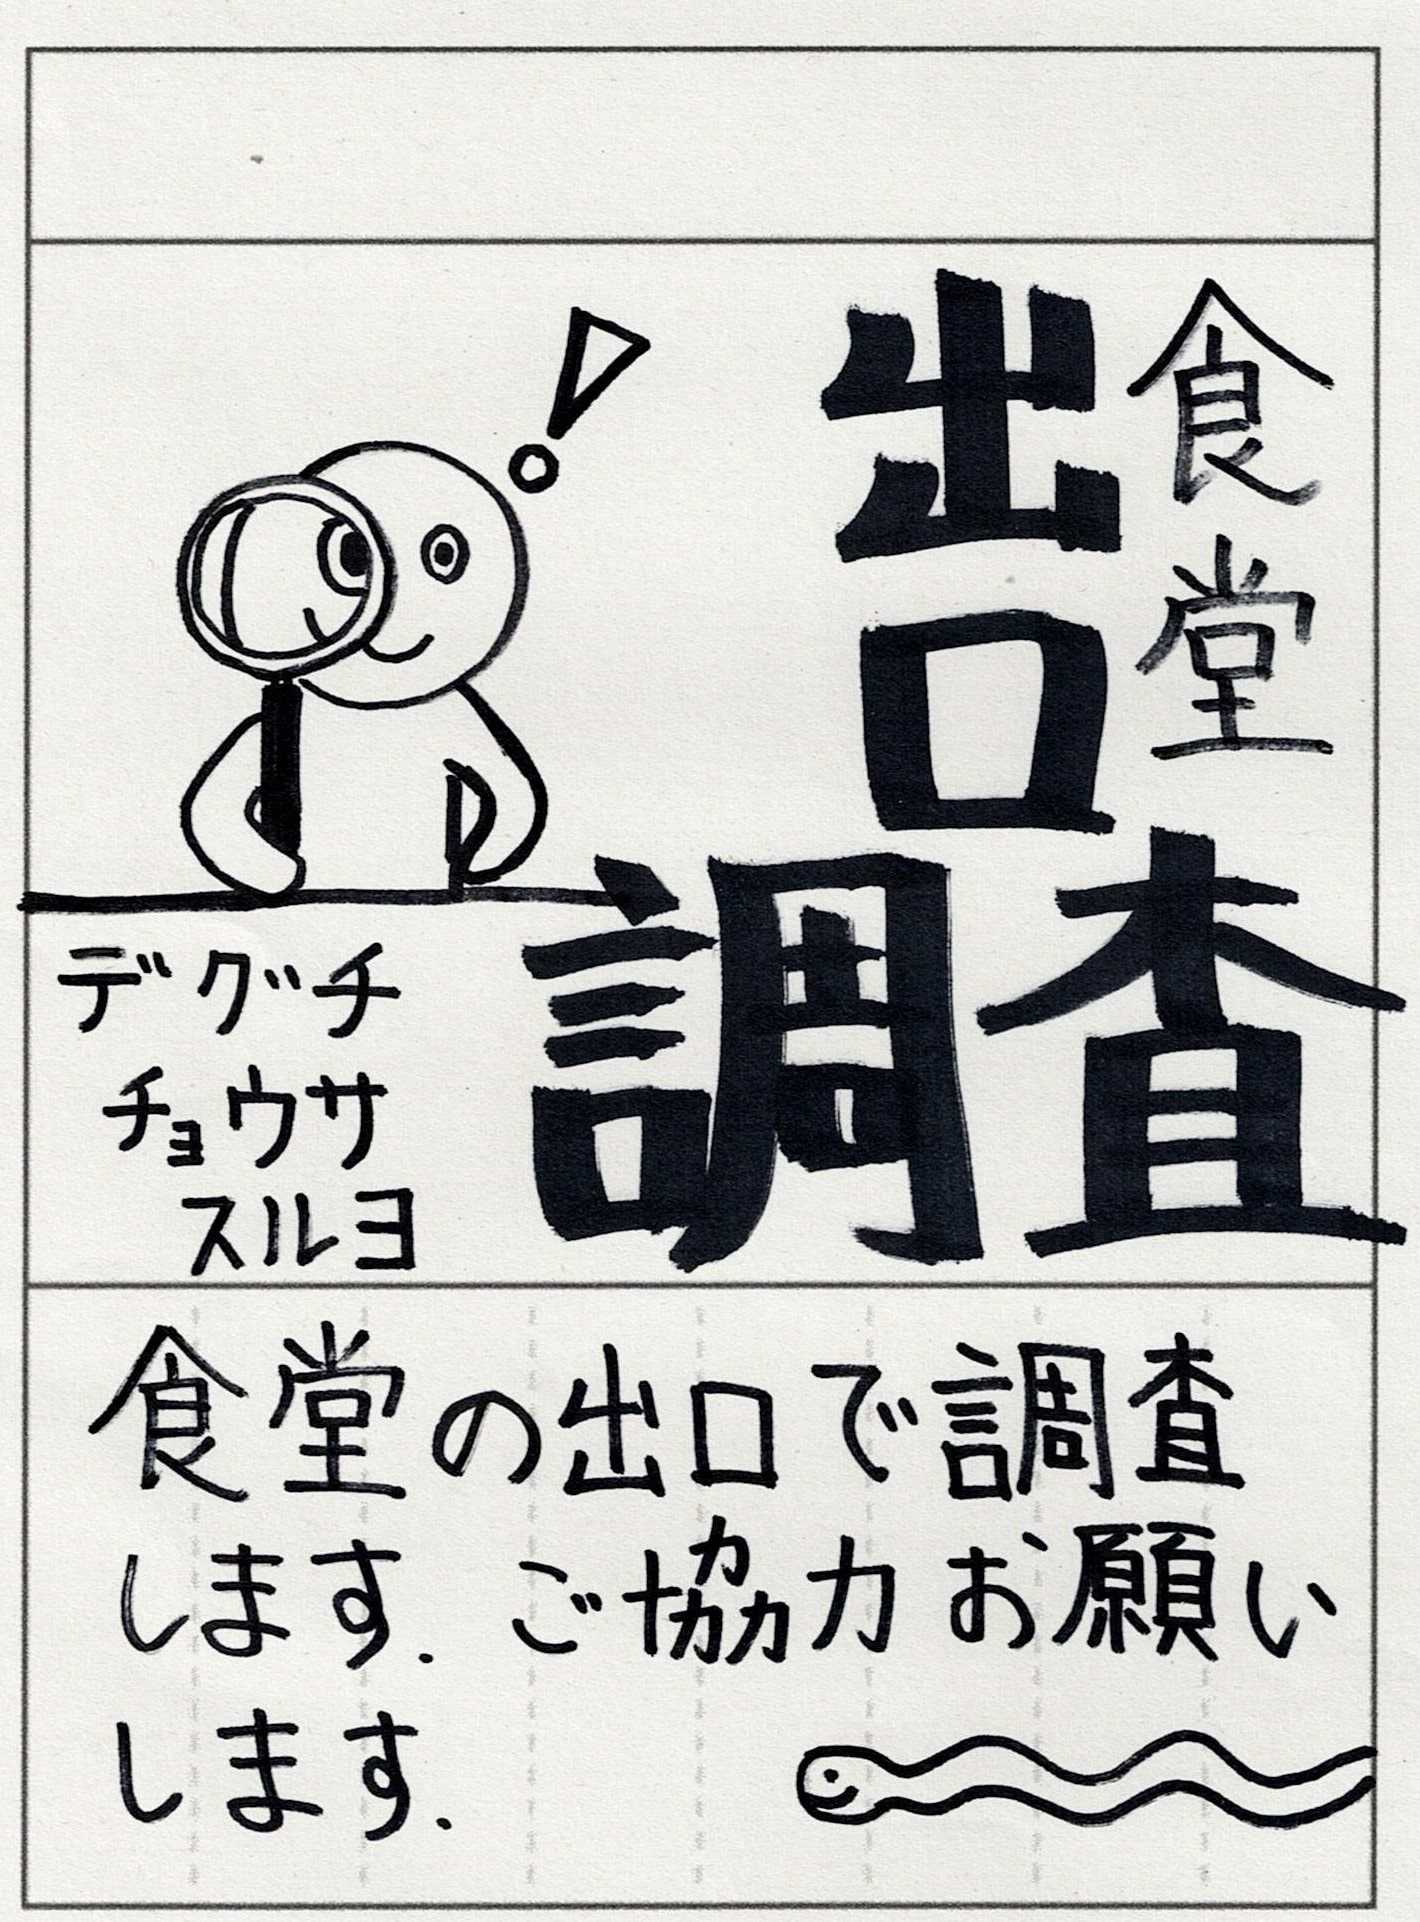 食堂
出口
調査
デグチ
チョウサ
スルヨ
食堂の出口で調査
します. ご協力お願い
します.